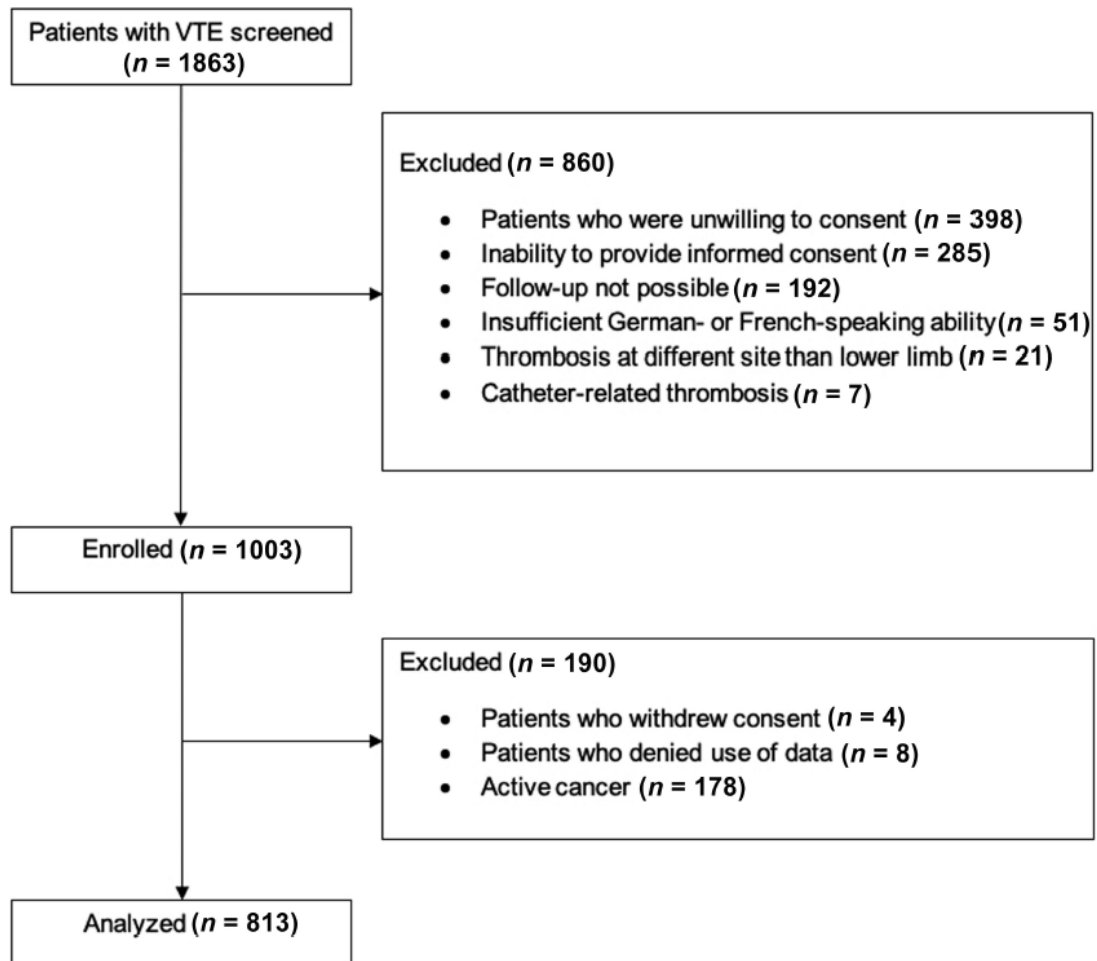 Patients with VTE screened
(n = 1863)
Excluded (n = 860)
• Patients who were unwilling to consent (n = 398)
• Inability to provide informed consent (n = 285)
• Follow-up not possible (n = 192)
• Insufficient German- or French-speaking ability (n = 51)
• Thrombosis at different site than lower limb (n = 21)
• Catheter-related thrombosis (n = 7)
Enrolled (n = 1003)
Excluded (n = 190)
• Patients who withdrew consent (n = 4)
• Patients who denied use of data (n = 8)
• Active cancer (n = 178)
Analyzed (n = 813)